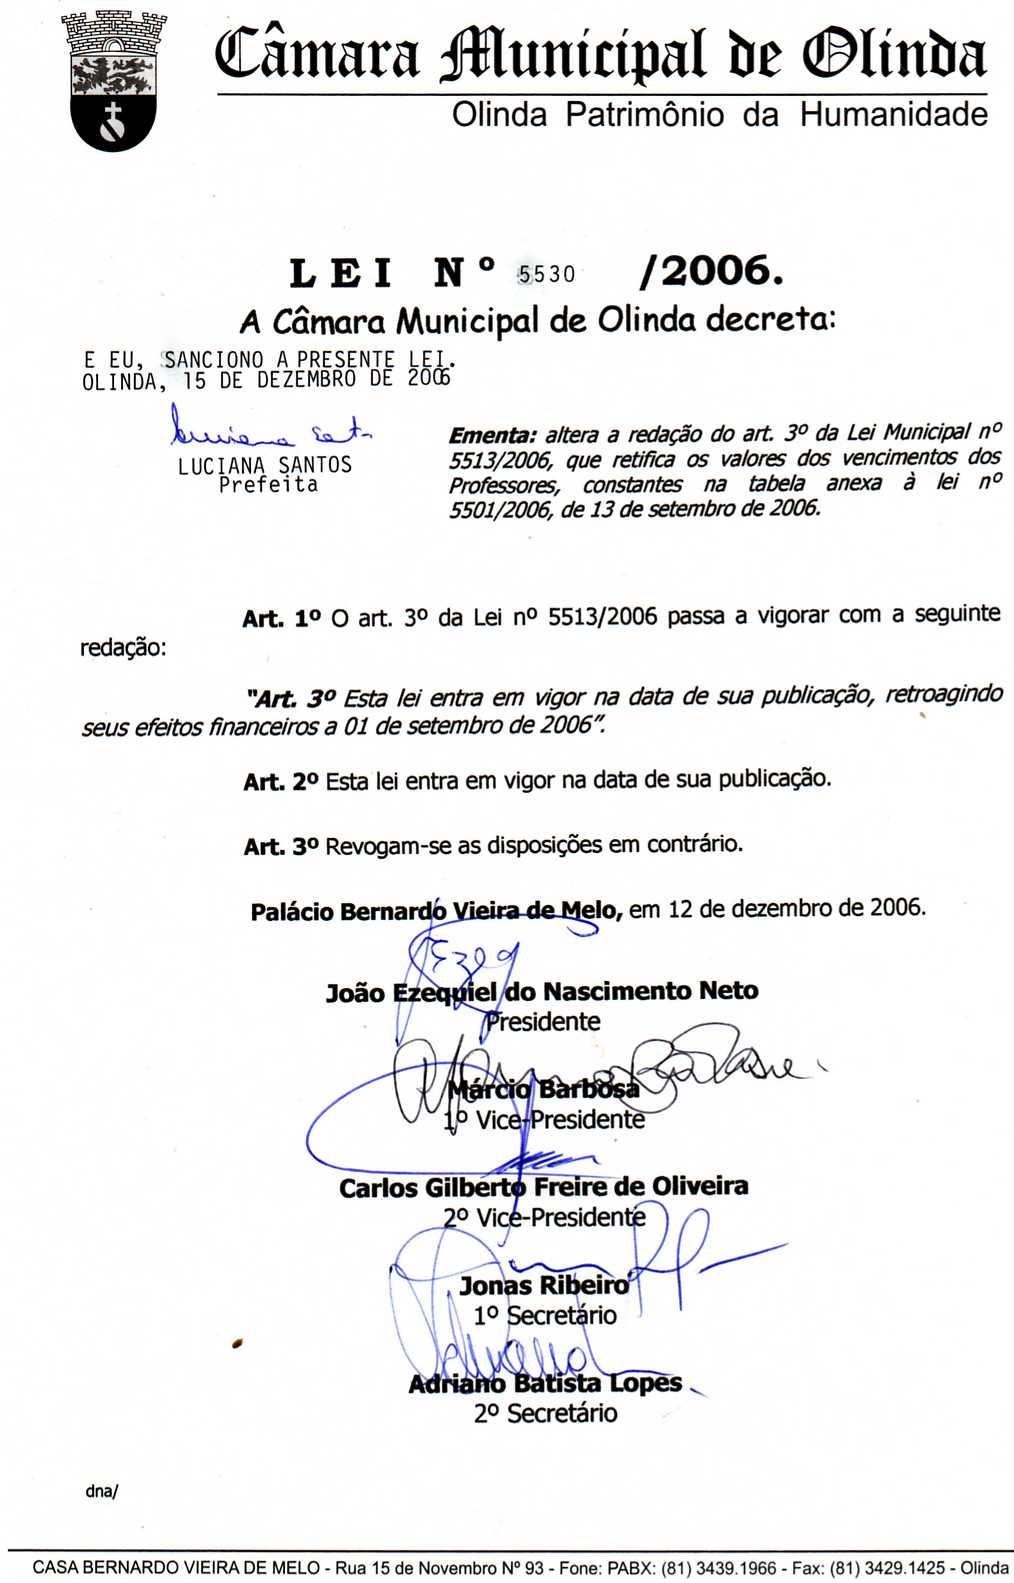 Câmara Municipal de Olinda
Olinda Patrimônio da Humanidade
LEI Nº 5530 /2006.
A Câmara Municipal de Olinda decreta:
E EU, SANCIONO A PRESENTE LEI.
OLINDA, 15 DE DEZEMBRO DE 2006
Luciana Santos
LUCIANA SANTOS
Prefeita
Ementa: altera a redação do art. 3º da Lei Municipal nº
5513/2006, que retifica os valores dos vencimentos dos
Professores, constantes na tabela anexa à lei nº
5501/2006, de 13 de setembro de 2006.
Art. 1º O art. 3º da Lei nº 5513/2006 passa a vigorar com a seguinte
redação:
"Art. 3º Esta lei entra em vigor na data de sua publicação, retroagindo
seus efeitos financeiros a 01 de setembro de 2006".
Art. 2º Esta lei entra em vigor na data de sua publicação.
Art. 3º Revogam-se as disposições em contrário.
Palácio Bernardo Vieira de Melo, em 12 de dezembro de 2006.
João Ezequiel do Nascimento Neto
Presidente
Márcio Barbosa
1º Vice-Presidente
Carlos Gilberto Freire de Oliveira
2º Vice-Presidente
Jonas Ribeiro
1º Secretário
Adriano Batista Lopes
2º Secretário
dna/
CASA BERNARDO VIEIRA DE MELO - Rua 15 de Novembro Nº 93 - Fone: PABX: (81) 3439.1966 - Fax: (81) 3429.1425 - Olinda